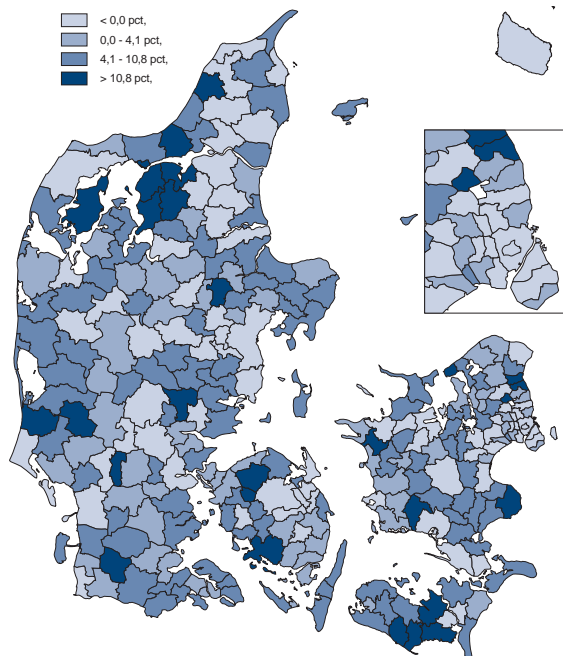 < 0,0 pct,
0,0 - 4,1 pct
4,1 - 10,8 pct,
> 10,8 pct,